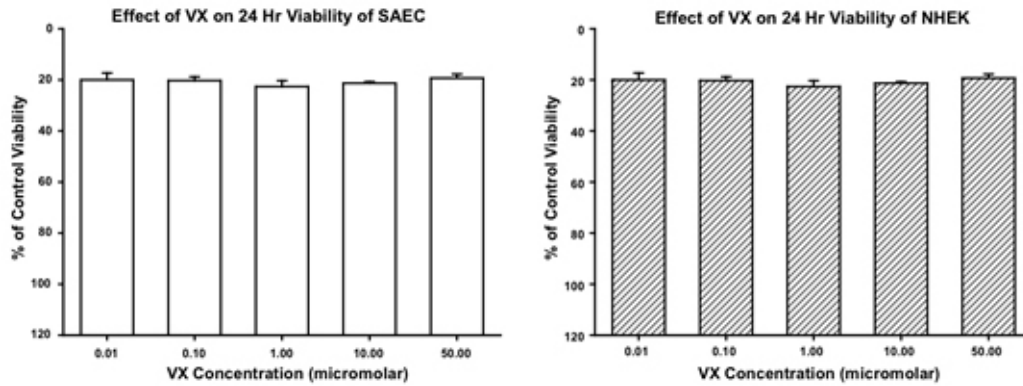 Effect of VX on 24 Hr Viability of SAEC
0
20
40
60
80
100
120
% of Control Viability
0.01 0.10 1.00 10.00 50.00
VX Concentration (micromolar)
Effect of VX on 24 Hr Viability of NHEK
0
20
40
60
80
100
120
% of Control Viability
0.01 0.10 1.00 10.00 50.00
VX Concentration (micromolar)